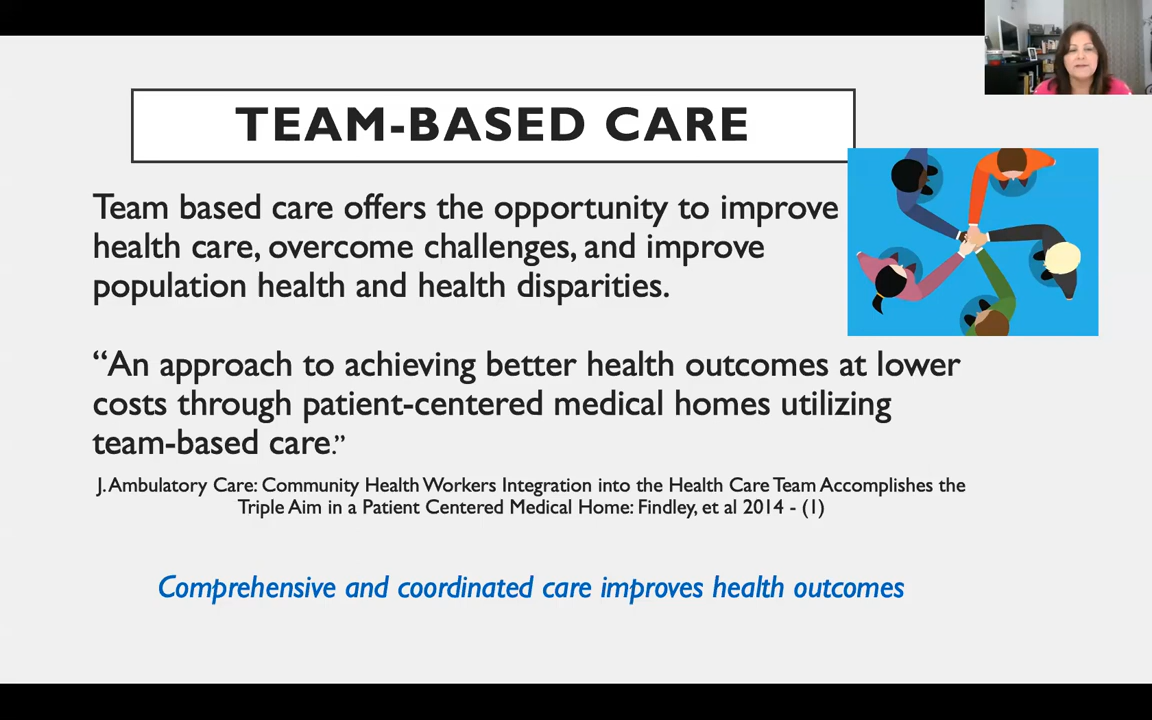 TEAM-BASED CARE
Team based care offers the opportunity to improve
health care, overcome challenges, and improve
population health and health disparities.
“An approach to achieving better health outcomes at lower
costs through patient-centered medical homes utilizing
team-based care.”
J. Ambulatory Care: Community Health Workers Integration into the Health Care Team Accomplishes the
Triple Aim in a Patient Centered Medical Home: Findley, et al 2014 - (1)
Comprehensive and coordinated care improves health outcomes